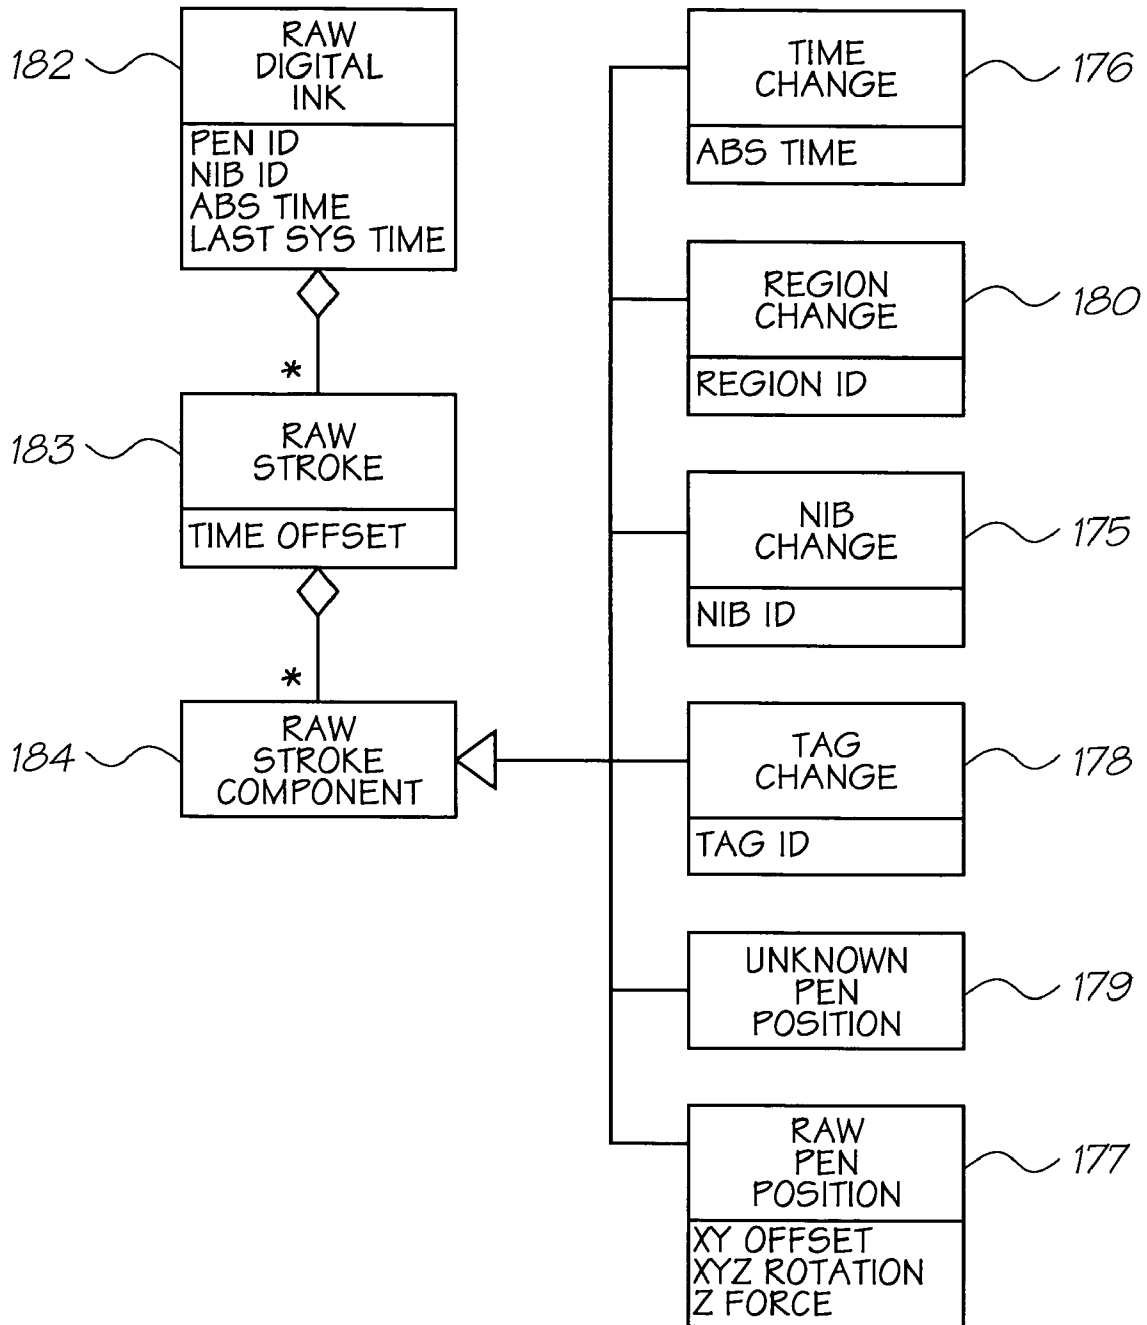 182
RAW
DIGITAL
INK
PEN ID
NIB ID
ABS TIME
LAST SYS TIME
*
183
RAW
STROKE
TIME OFFSET
*
184
RAW
STROKE
COMPONENT
TIME
CHANGE
176
ABS TIME
REGION
CHANGE
180
REGION ID
NIB
CHANGE
175
NIB ID
TAG
CHANGE
178
TAG ID
UNKNOWN
PEN
POSITION
179
RAW
PEN
POSITION
177
XY OFFSET
XYZ ROTATION
Z FORCE